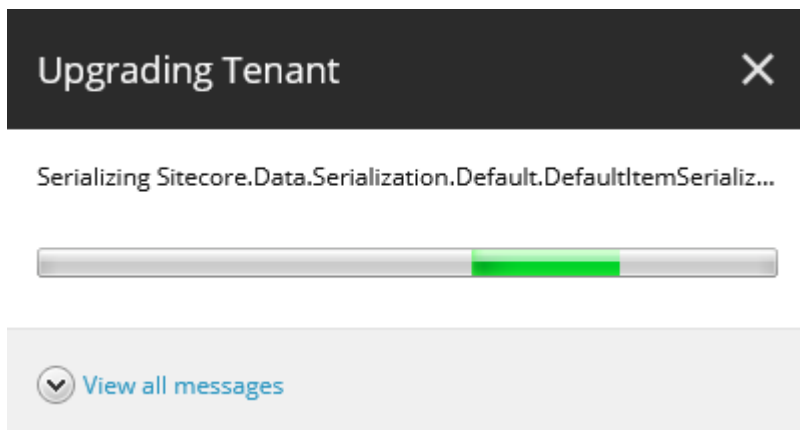 Upgrading Tenant
Serializing Sitecore.Data.Serialization.Default.DefaultItemSerializ...
View all messages